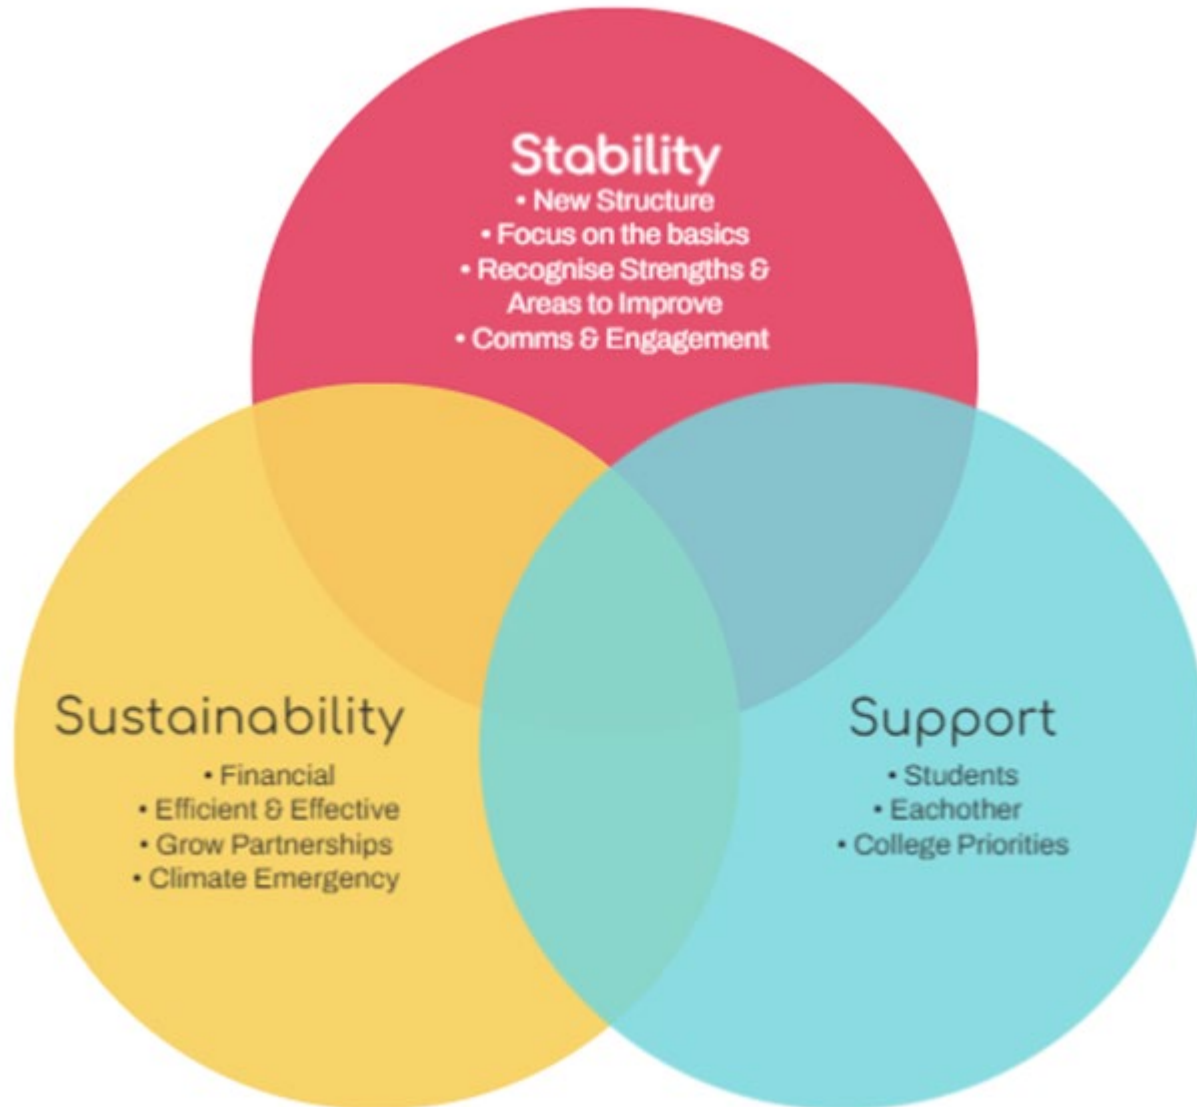 Stability
• New Structure
• Focus on the basics
• Recognise Strengths &
Areas to Improve
• Comms & Engagement
Sustainability
• Financial
• Efficient & Effective
• Grow Partnerships
• Climate Emergency
Support
• Students
• Eachother
• College Priorities